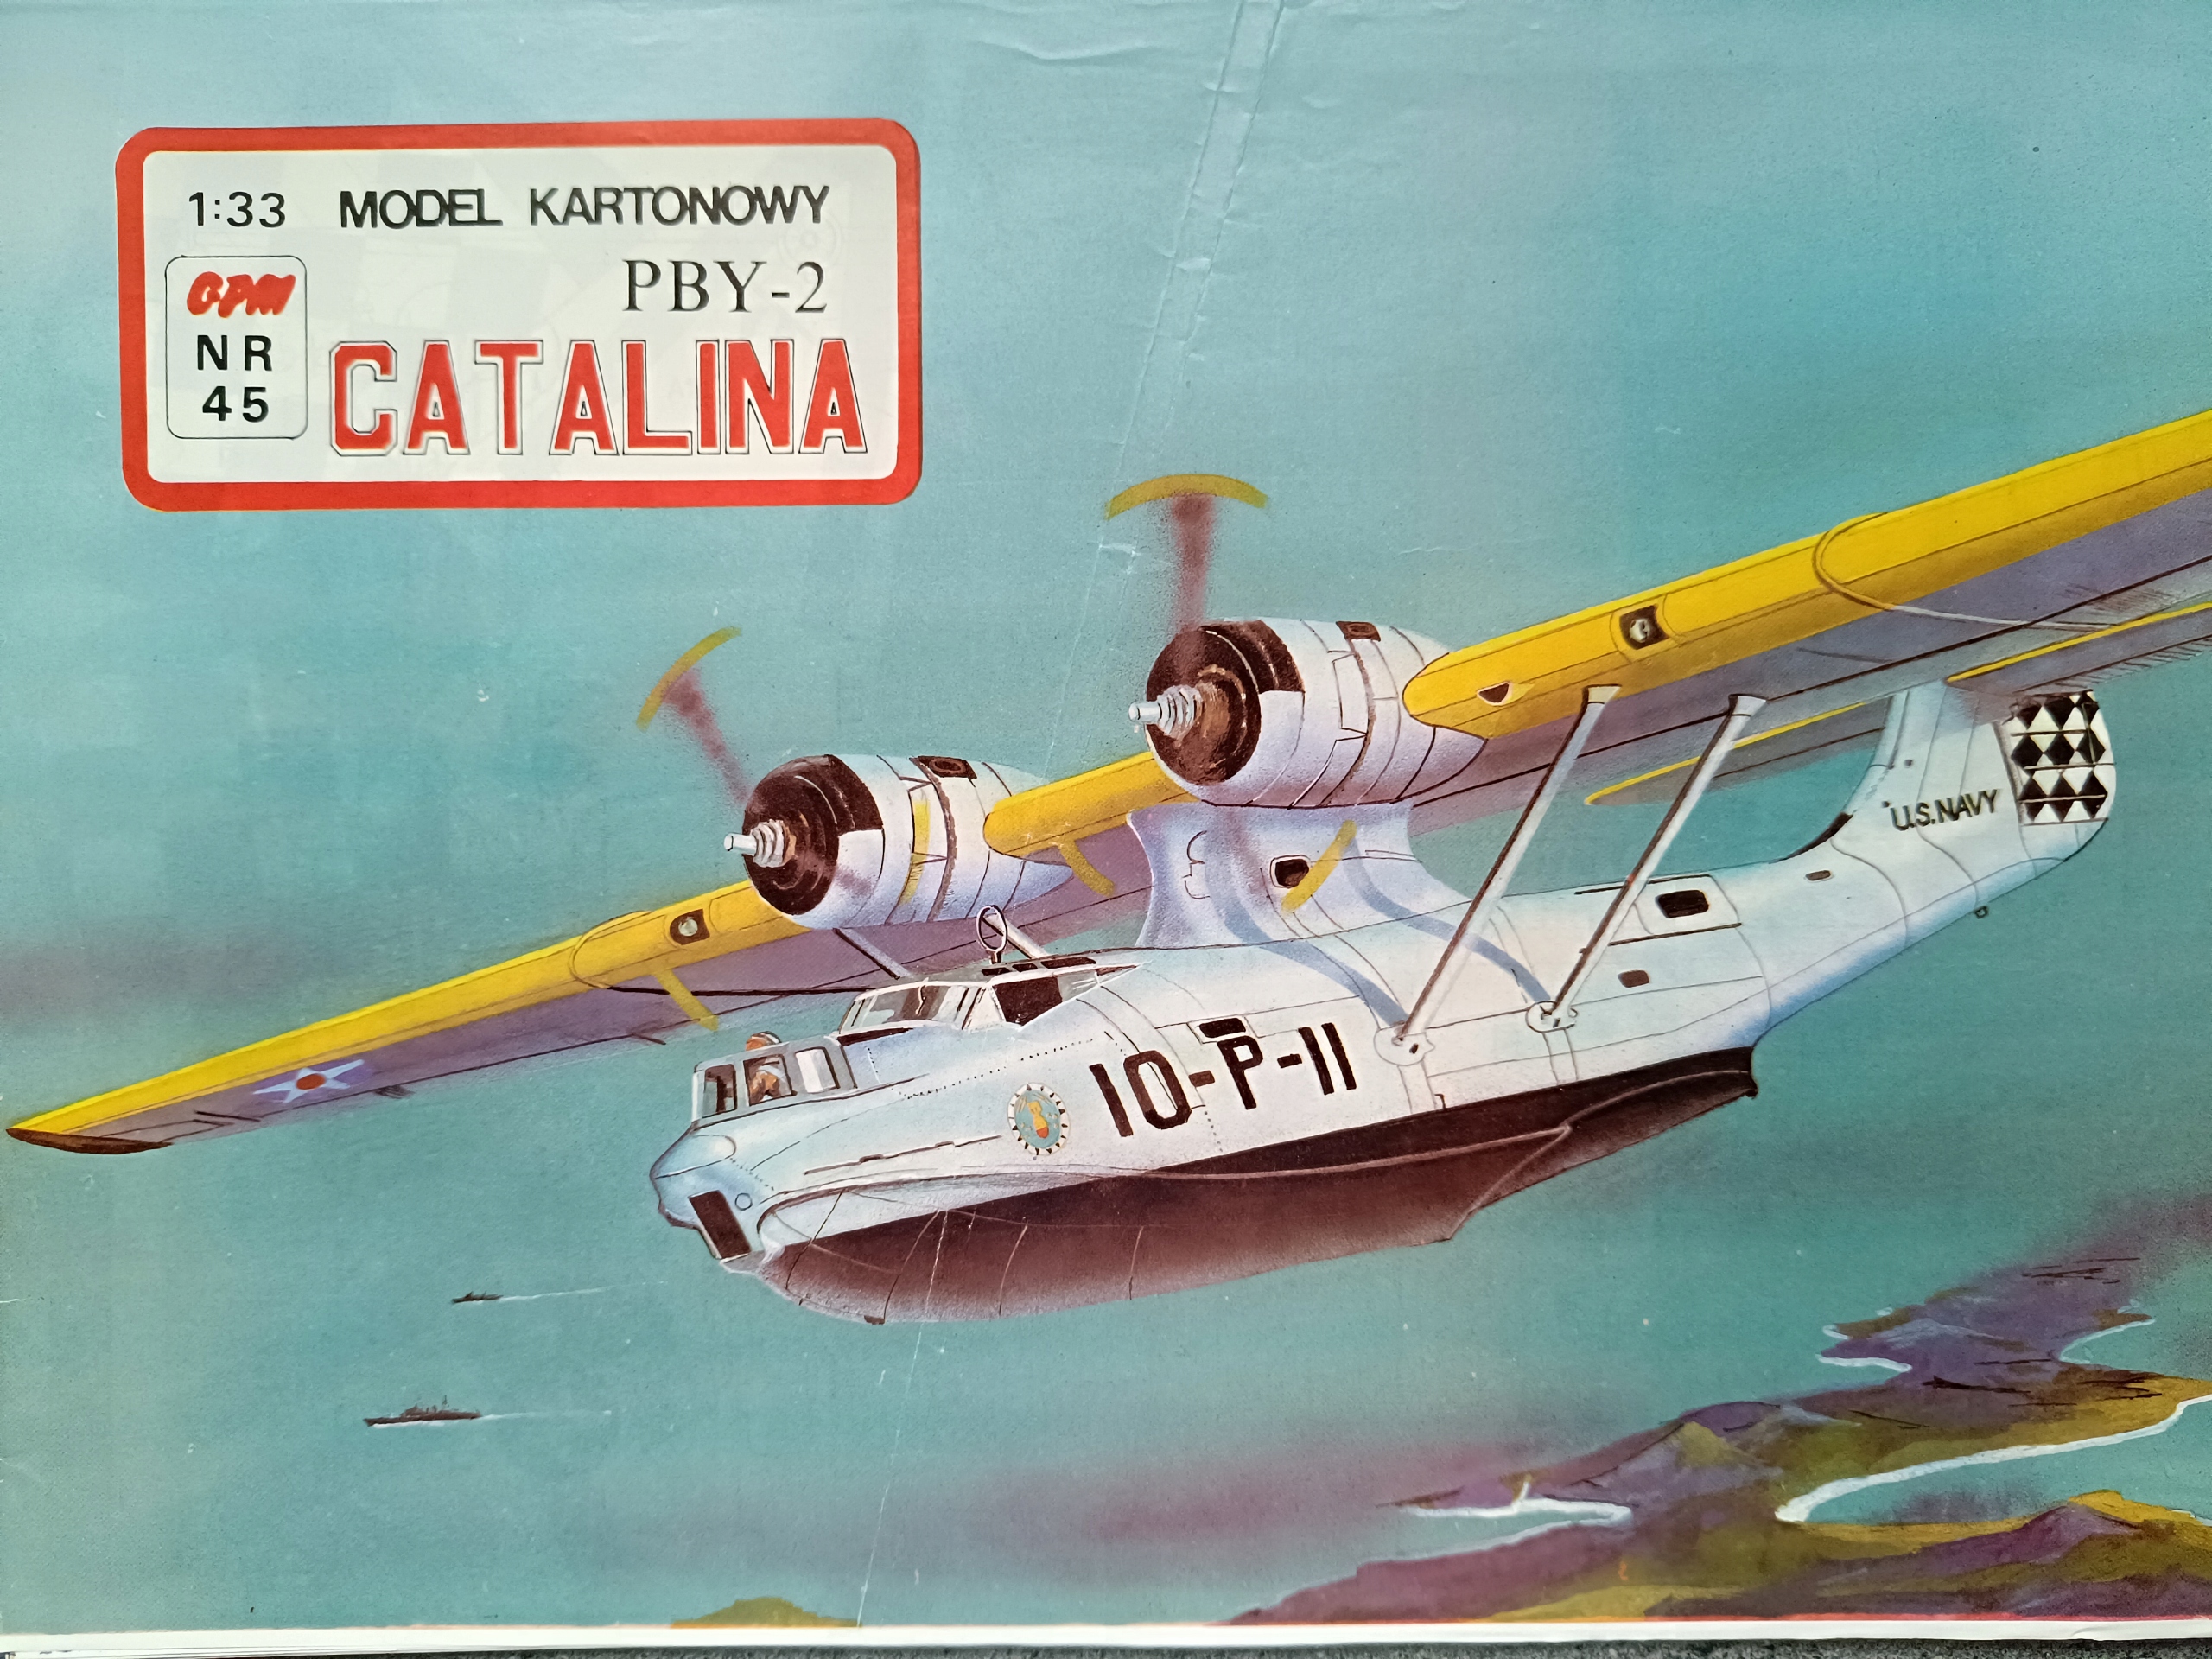 1:33 MODEL KARTONOWY
PBY-2
GPM
NR
45
CATALINA
U.S.NAVY
10-P-11